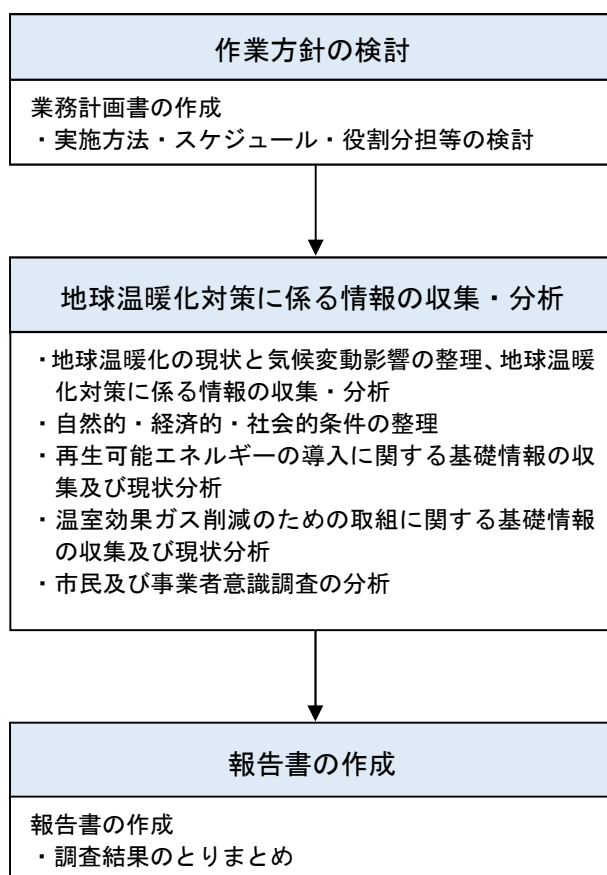 作業方針の検討
業務計画書の作成
・実施方法・スケジュール・役割分担等の検討
地球温暖化対策に係る情報の収集・分析
・地球温暖化の現状と気候変動影響の整理、地球温暖
化対策に係る情報の収集・分析
・自然的・経済的・社会的条件の整理
・再生可能エネルギーの導入に関する基礎情報の収
集及び現状分析
・温室効果ガス削減のための取組に関する基礎情報
の収集及び現状分析
・市民及び事業者意識調査の分析
報告書の作成
報告書の作成
・調査結果のとりまとめ